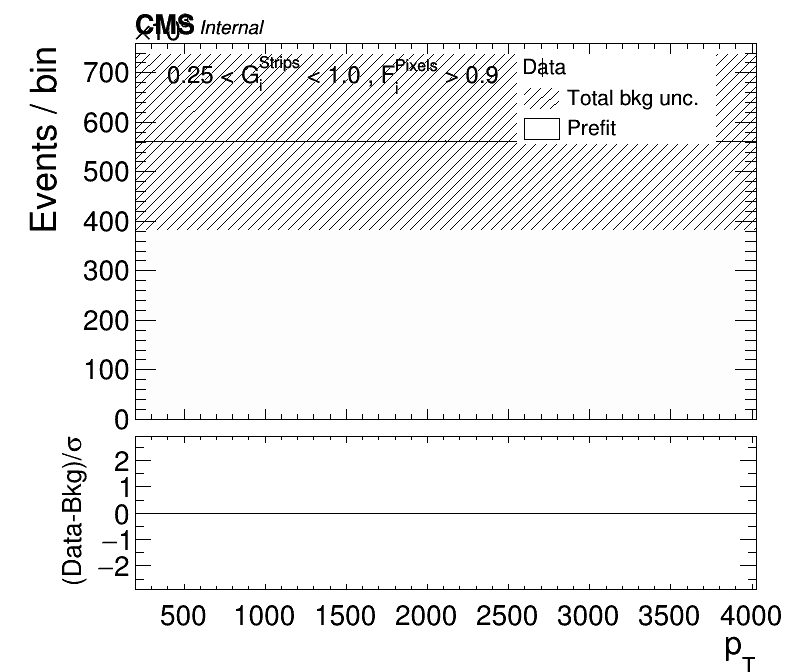 CMS Internal
×10
Events / bin
700
600
500
400
300
200
100
0
0.25 < G_i^Strips < 1.0 , F_i^Pixels > 0.9
Data
Total bkg unc.
Prefit
(Data-Bkg)/σ
2
1
0
−1
−2
500 1000 1500 2000 2500 3000 3500 4000
p_T